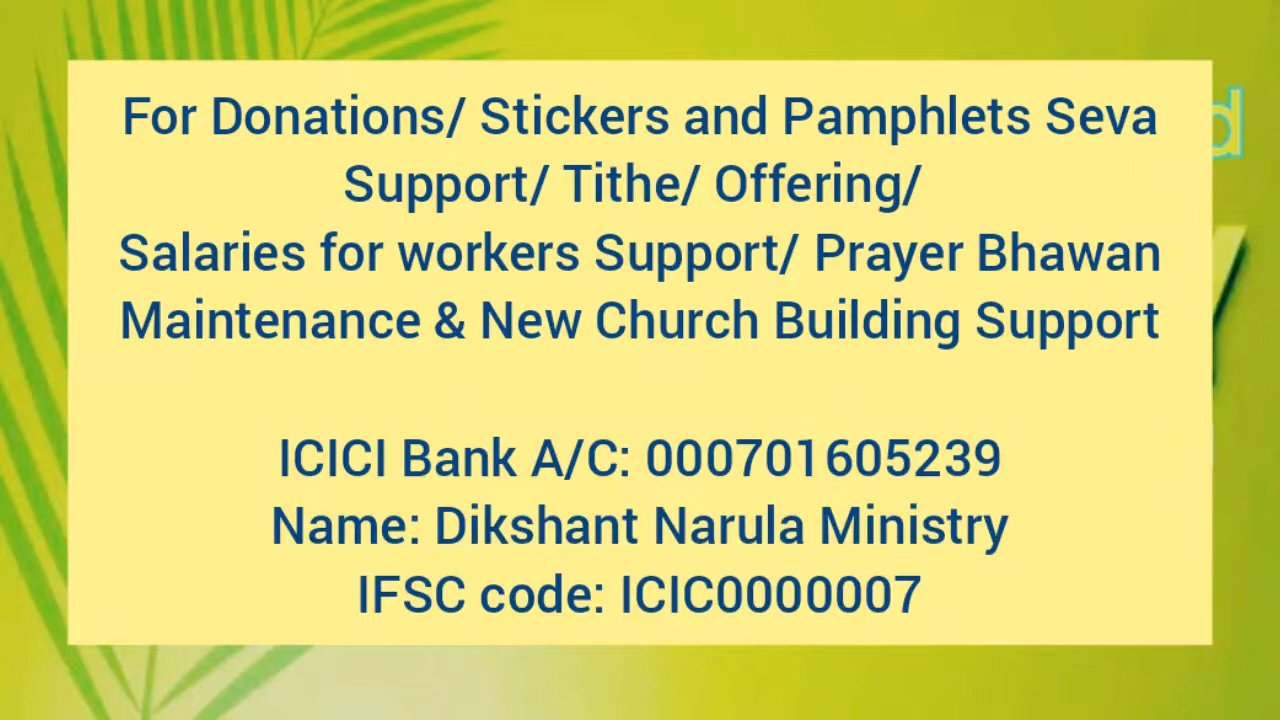 For Donations/ Stickers and Pamphlets Seva
Support/ Tithe/ Offering/
Salaries for workers Support/ Prayer Bhawan
Maintenance & New Church Building Support
ICICI Bank A/C: 000701605239
Name: Dikshant Narula Ministry
IFSC code: ICIC0000007